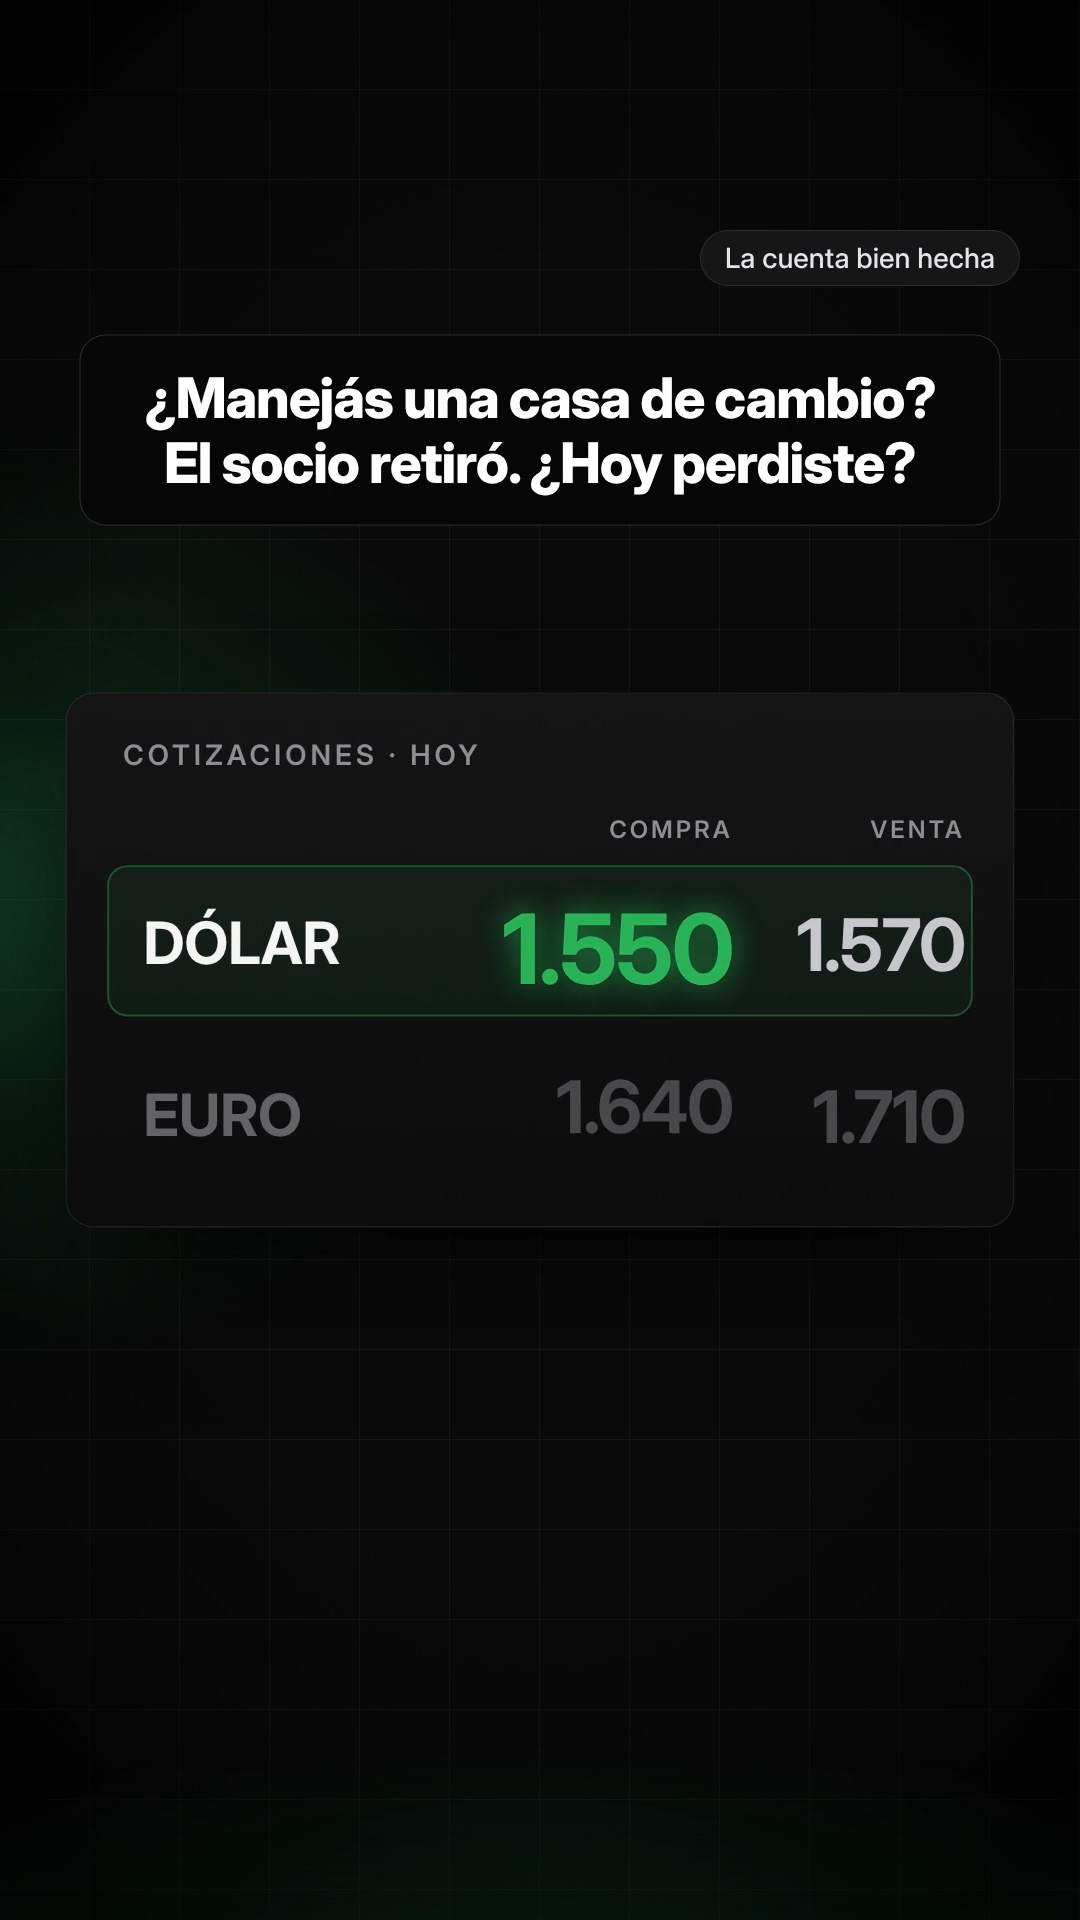 La cuenta bien hecha
¿Manejás una casa de cambio?
El socio retiró. ¿Hoy perdiste?
COTIZACIONES · HOY
COMPRA VENTA
DÓLAR 1.550 1.570
EURO 1.640 1.710